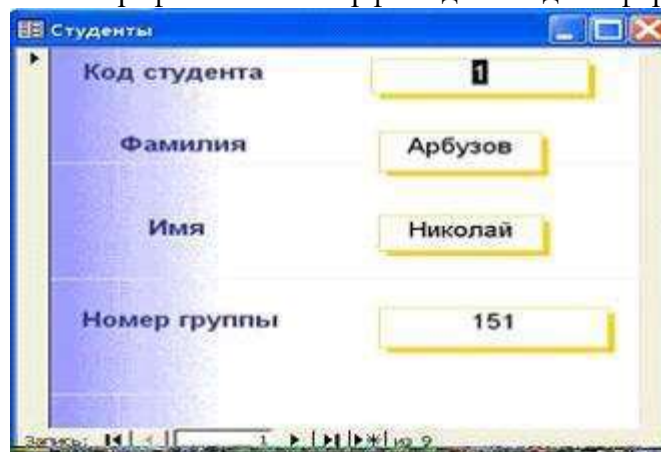 Студенты
Код студента 1
Фамилия Арбузов
Имя Николай
Номер группы 151
Запись: 1 из 9